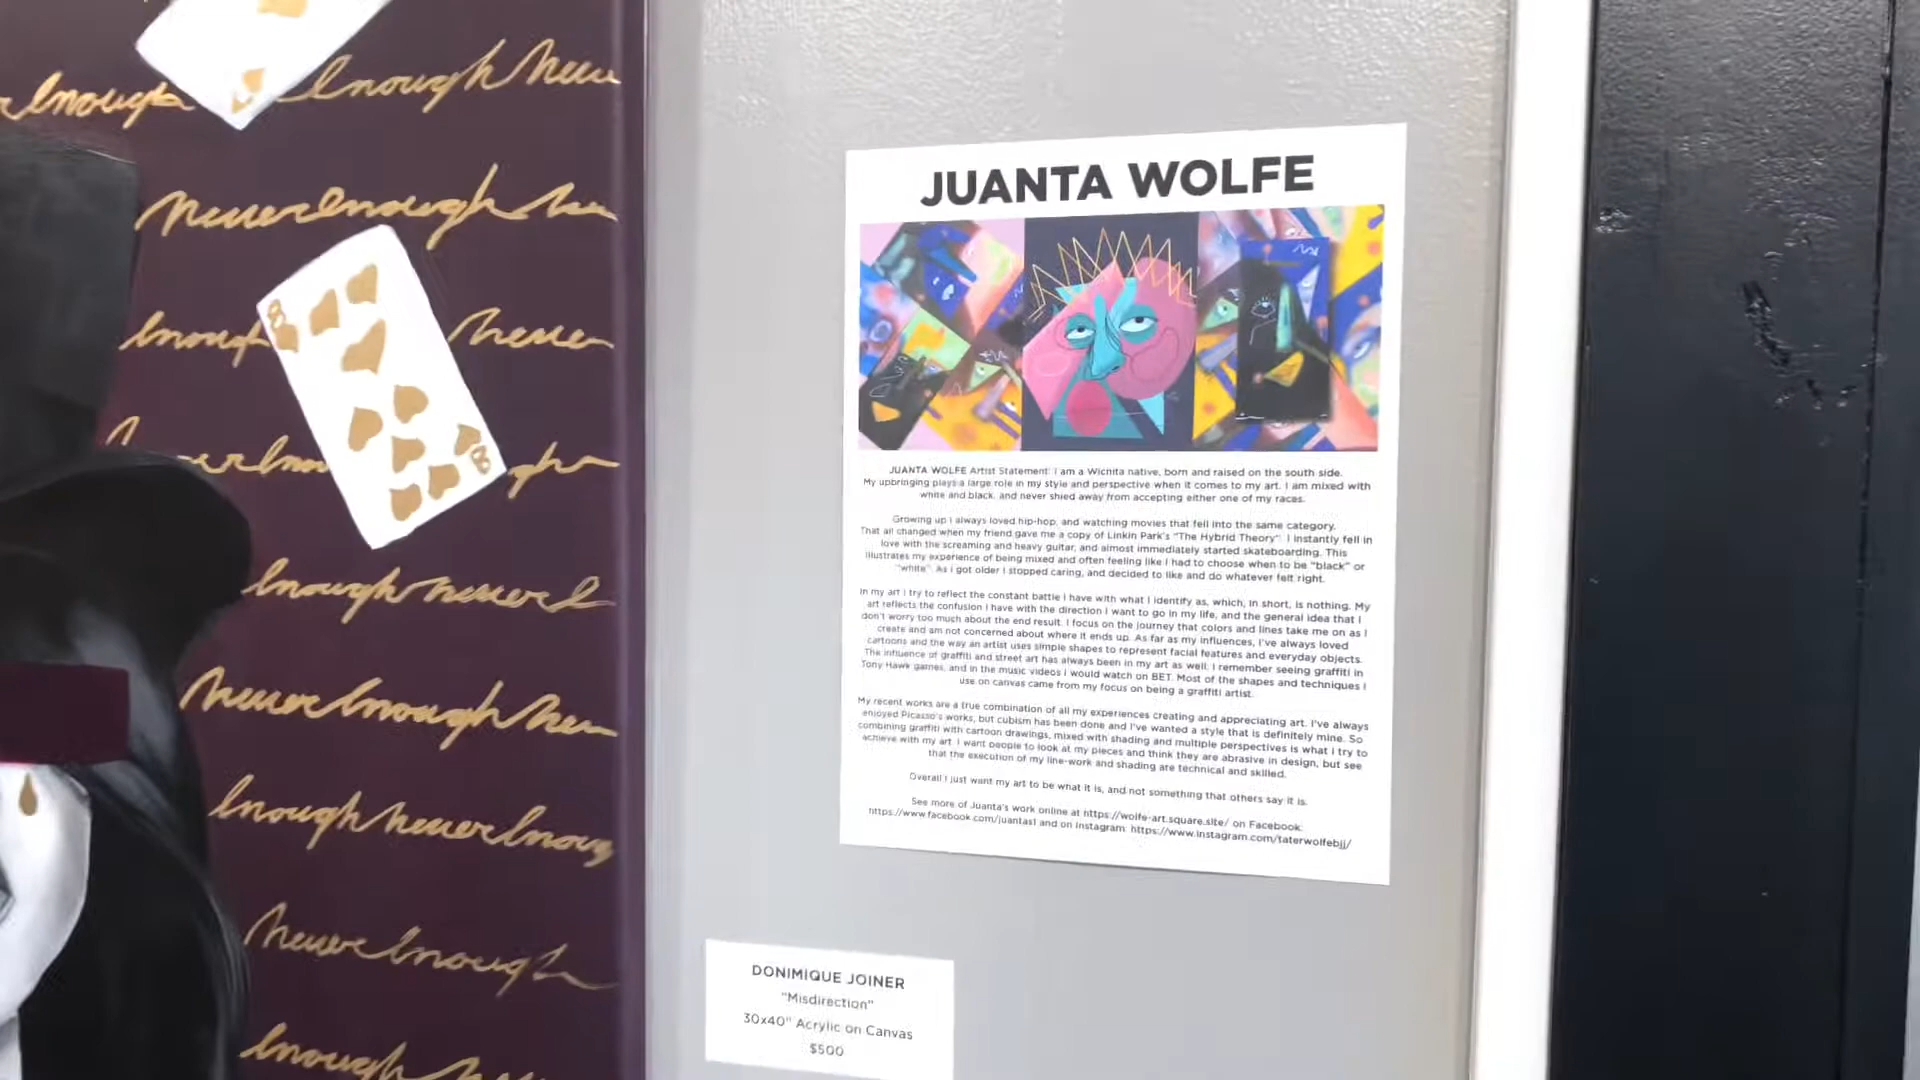 Enough
Enough never
never enough
Enough
never
enough never E
never Enough never
Enough never Enoug
never Enough
Enough
8
8
JUANTA WOLFE
JUANTA WOLFE Artist Statement: I am a Wichita native, born and raised on the south side.
My upbringing plays a large role in my style and perspective when it comes to my art. I am mixed with
white and black, and never shied away from accepting either one of my races.
Growing up I always loved hip-hop, and watching movies that fell into the same category.
That all changed when my friend gave me a copy of Linkin Park's "The Hybrid Theory". I instantly fell in
love with the screaming and heavy guitar, and almost immediately started skateboarding. This
illustrates my experience of being mixed and often feeling like I had to choose when to be "black" or
"white". As I got older I stopped caring, and decided to like and do whatever felt right.
In my art I try to reflect the constant battle I have with what I identify as, which, in short, is nothing. My
art reflects the confusion I have with the direction I want to go in my life, and the general idea that I
don't worry too much about the end result. I focus on the journey that colors and lines take me on as I
create and am not concerned about where it ends up. As far as my influences, I've always loved
cartoons and the way an artist uses simple shapes to represent facial features and everyday objects.
The influence of graffiti and street art has always been in my art as well. I remember seeing graffiti in
Tony Hawk games, and in the music videos I would watch on BET. Most of the shapes and techniques I
use on canvas came from my focus on being a graffiti artist.
My recent works are a true combination of all my experiences creating and appreciating art. I've always
enjoyed Picasso's works, but cubism has been done and I've wanted a style that is definitely mine. So
combining graffiti with cartoon drawings, mixed with shading and multiple perspectives is what I try to
achieve with my art. I want people to look at my pieces and think they are abrasive in design, but see
that the execution of my line-work and shading are technical and skilled.
Overall I just want my art to be what it is, and not something that others say it is.
See more of Juanta's work online at https://wolfe-art.square.site/ on Facebook:
https://www.facebook.com/juantas1 and on Instagram: https://www.instagram.com/taterwolfebjj/
DONIMIQUE JOINER
"Misdirection"
30x40" Acrylic on Canvas
$500